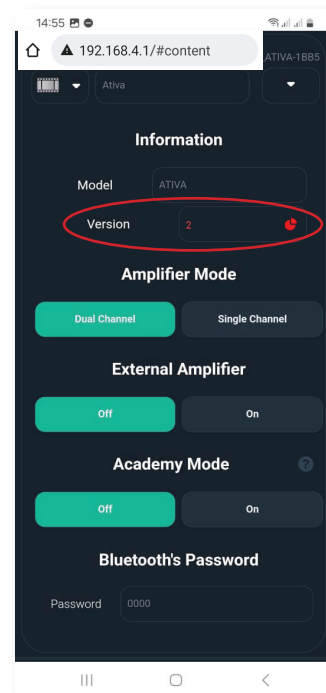 14:55
192.168.4.1/#content
ATIVA-1BB5
Ativa
Information
Model ATIVA
Version 2
Amplifier Mode
Dual Channel Single Channel
External Amplifier
Off On
Academy Mode ?
Off On
Bluetooth's Password
Password 0000